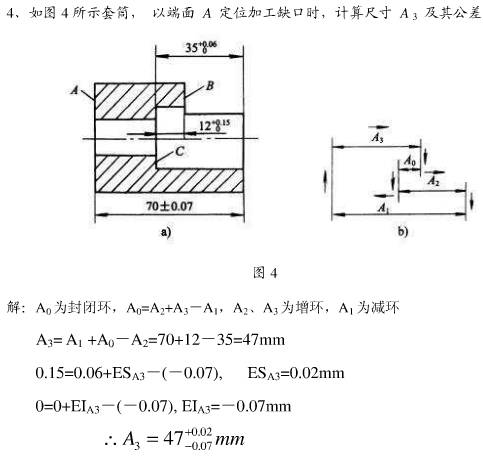 4、如图 4 所示套筒， 以端面 A 定位加工缺口时，计算尺寸 A 3 及其公差
35 +0.06 0
A
B
12 +0.15 0
C
70±0.07
a)
A3
A0
A2
A1
b)
图 4
解：A0 为封闭环，A0=A2+A3－A1，A2、A3 为增环，A1 为减环
A3= A1 +A0－A2=70+12－35=47mm
0.15=0.06+ESA3－(－0.07), ESA3=0.02mm
0=0+EIA3－(－0.07), EIA3=－0.07mm
∴ A3 = 47 +0.02 −0.07 mm